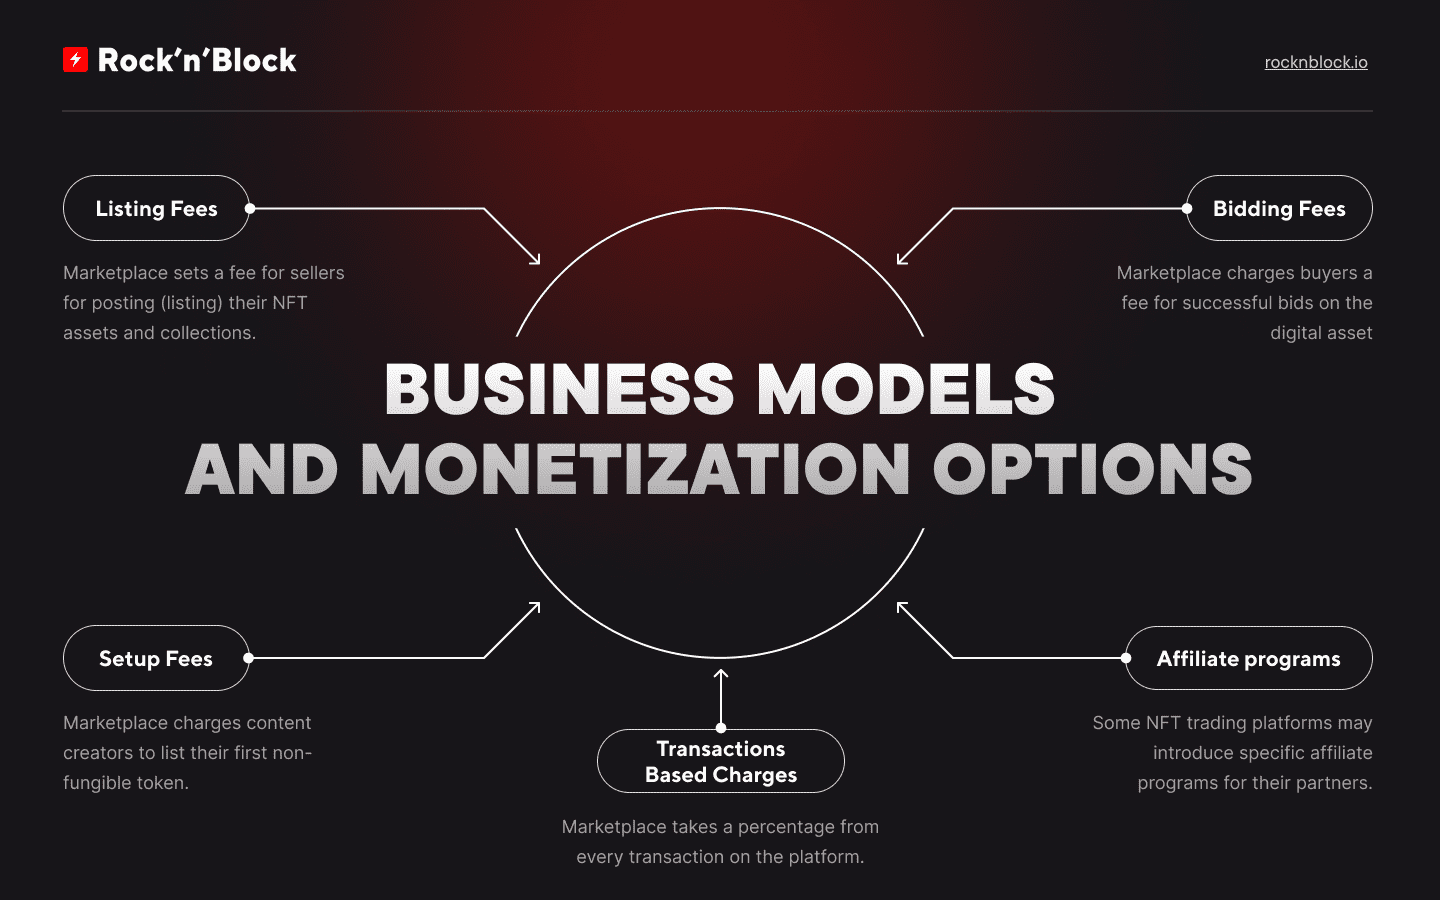 Rock'n'Block
rocknblock.io
Listing Fees
Marketplace sets a fee for sellers
for posting (listing) their NFT
assets and collections.
Bidding Fees
Marketplace charges buyers a
fee for successful bids on the
digital asset
BUSINESS MODELS
AND MONETIZATION OPTIONS
Setup Fees
Marketplace charges content
creators to list their first non-
fungible token.
Transactions
Based Charges
Marketplace takes a percentage from
every transaction on the platform.
Affiliate programs
Some NFT trading platforms may
introduce specific affiliate
programs for their partners.